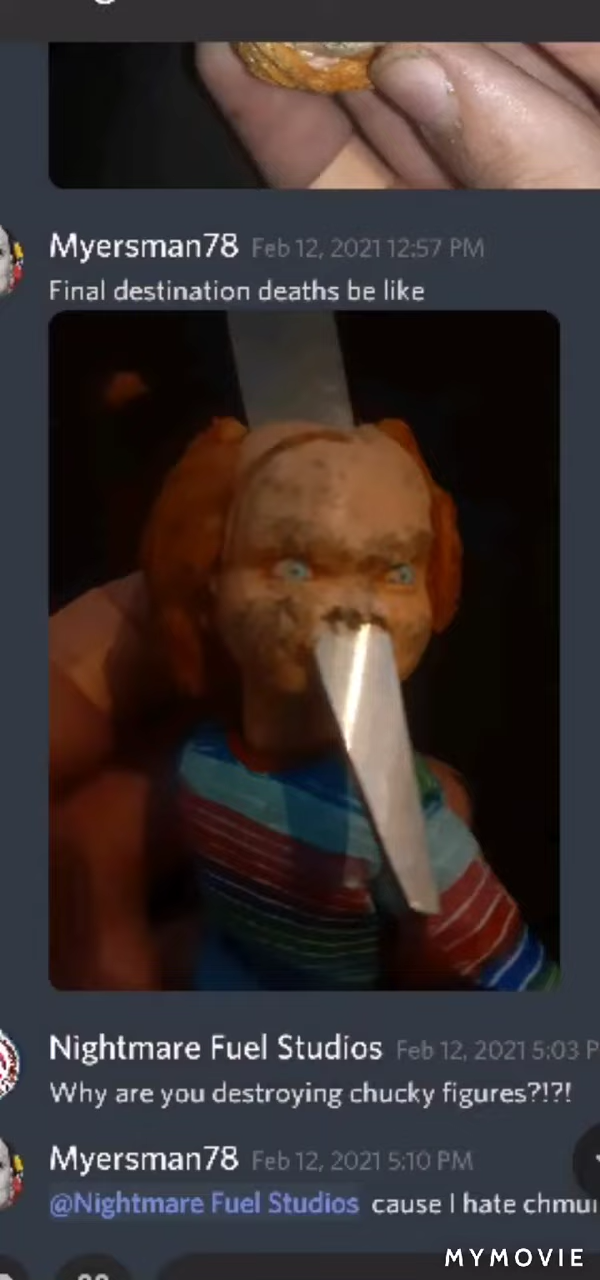 Myersman78 Feb 12, 2021 12:57 PM
Final destination deaths be like
Nightmare Fuel Studios Feb 12, 2021 5:03 P
Why are you destroying chucky figures?!?!
Myersman78 Feb 12, 2021 5:10 PM
@Nightmare Fuel Studios cause I hate
MYMOVIE